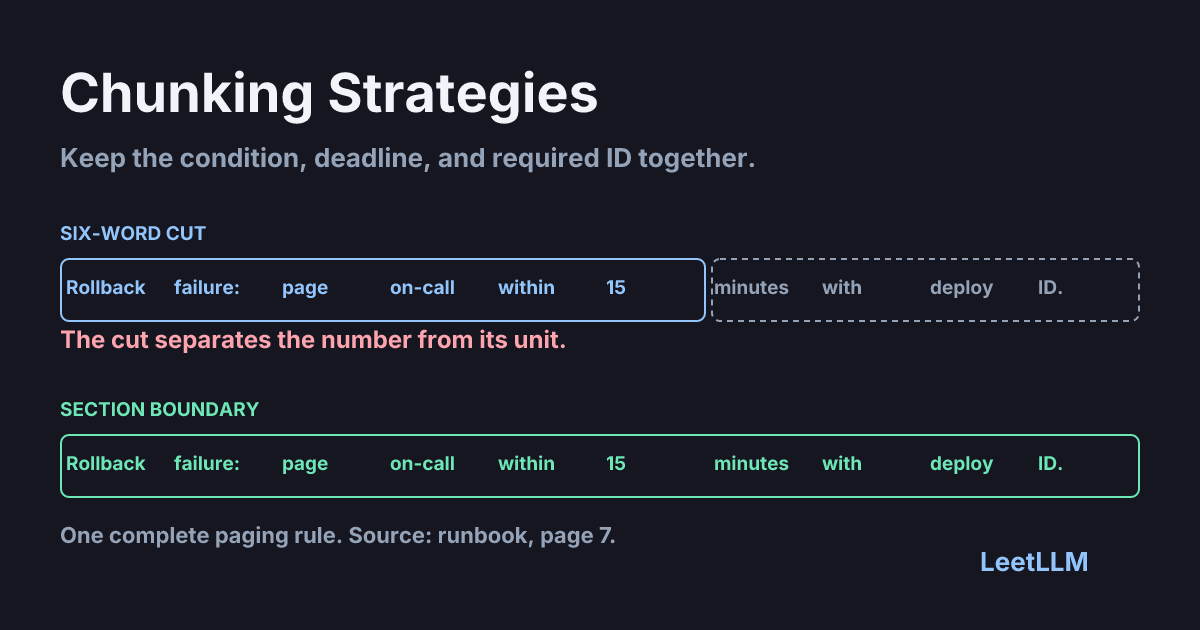 Chunking Strategies
Keep the condition, deadline, and required ID together.
SIX-WORD CUT
Rollback failure: page on-call within 15 minutes with deploy ID.
The cut separates the number from its unit.
SECTION BOUNDARY
Rollback failure: page on-call within 15 minutes with deploy ID.
One complete paging rule. Source: runbook, page 7.
LeetLLM